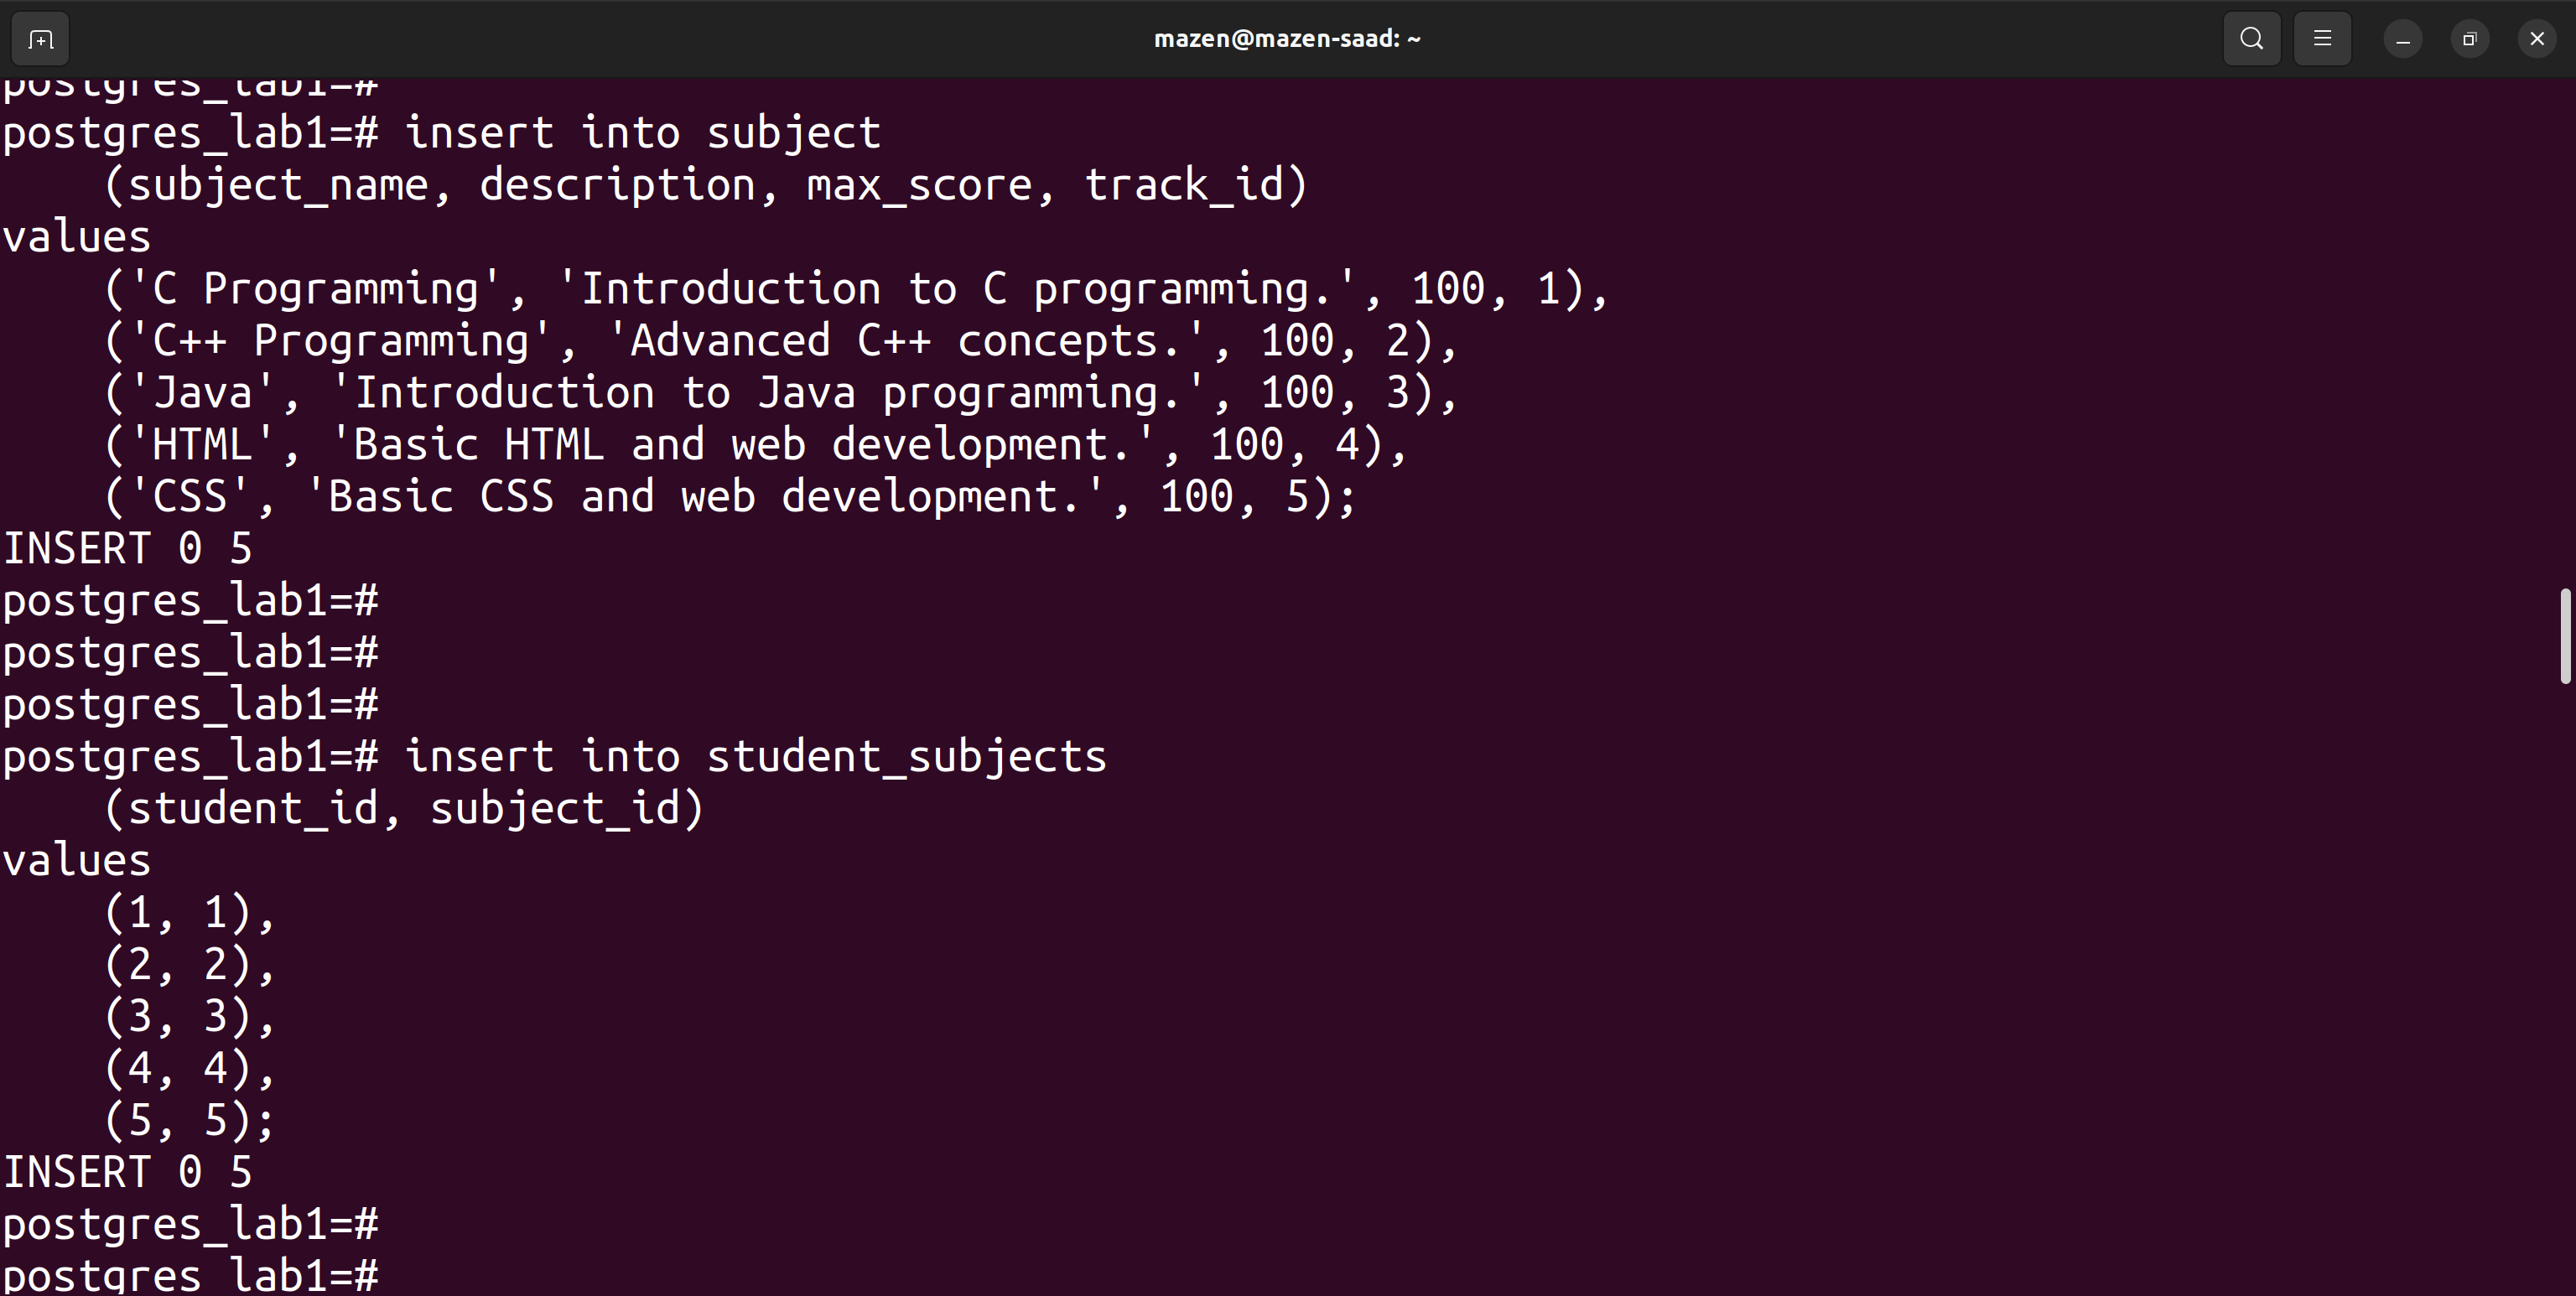 mazen@mazen-saad: ~
postgres_lab1=#
postgres_lab1=# insert into subject
    (subject_name, description, max_score, track_id)
values
    ('C Programming', 'Introduction to C programming.', 100, 1),
    ('C++ Programming', 'Advanced C++ concepts.', 100, 2),
    ('Java', 'Introduction to Java programming.', 100, 3),
    ('HTML', 'Basic HTML and web development.', 100, 4),
    ('CSS', 'Basic CSS and web development.', 100, 5);
INSERT 0 5
postgres_lab1=#
postgres_lab1=#
postgres_lab1=#
postgres_lab1=# insert into student_subjects
    (student_id, subject_id)
values
    (1, 1),
    (2, 2),
    (3, 3),
    (4, 4),
    (5, 5);
INSERT 0 5
postgres_lab1=#
postgres_lab1=#